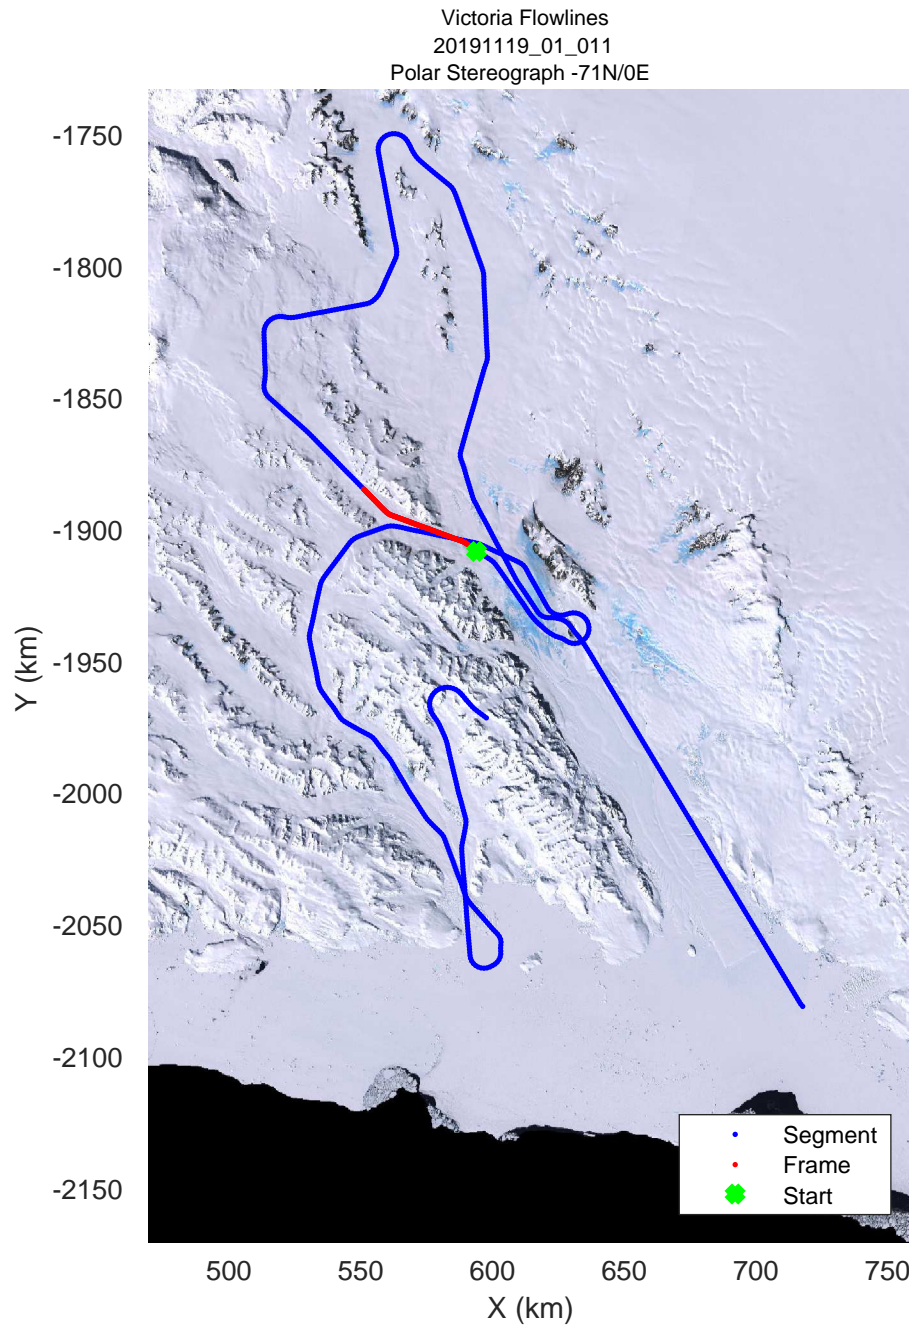 Victoria Flowlines
20191119_01_011
Polar Stereograph -71N/0E
-1750
-1800
-1850
-1900
-1950
-2000
-2050
-2100
-2150
Y (km)
Segment
Frame
Start
500
550
600
650
700
750
X (km)